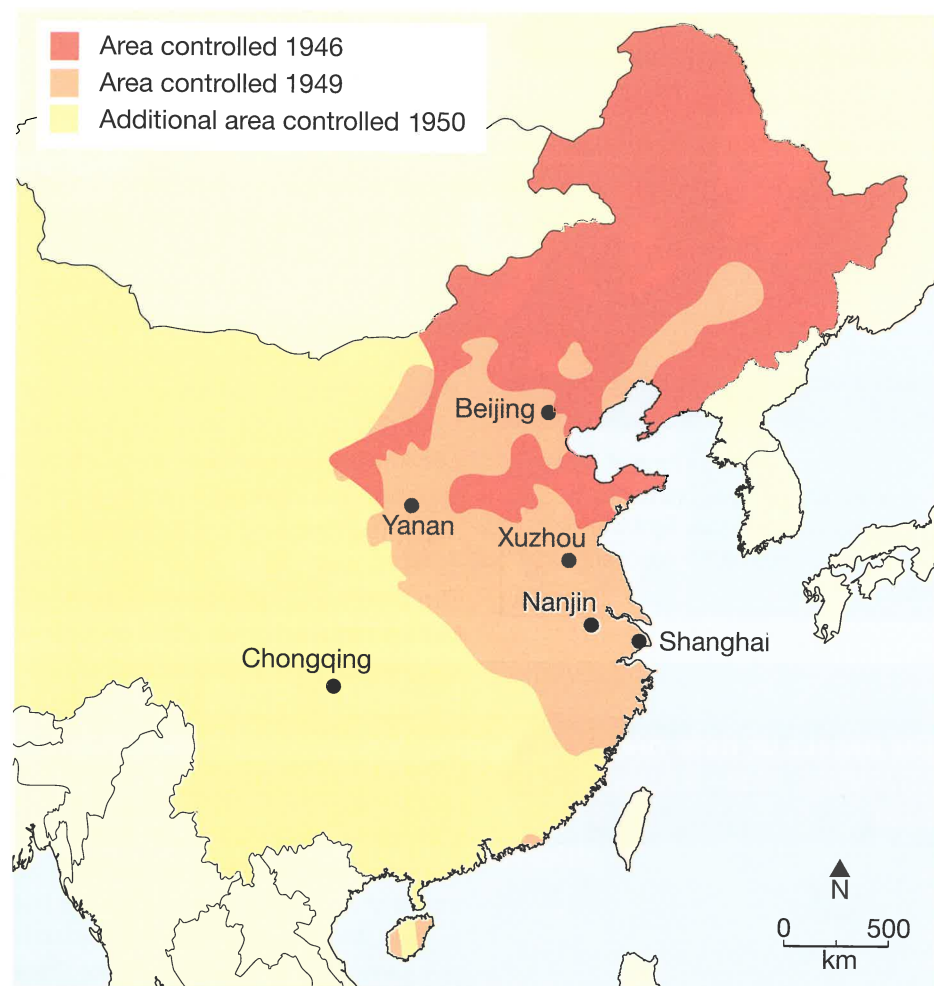 Area controlled 1946
Area controlled 1949
Additional area controlled 1950
Beijing
Yanan
Xuzhou
Nanjin
Shanghai
Chongqing
N
0 500
km